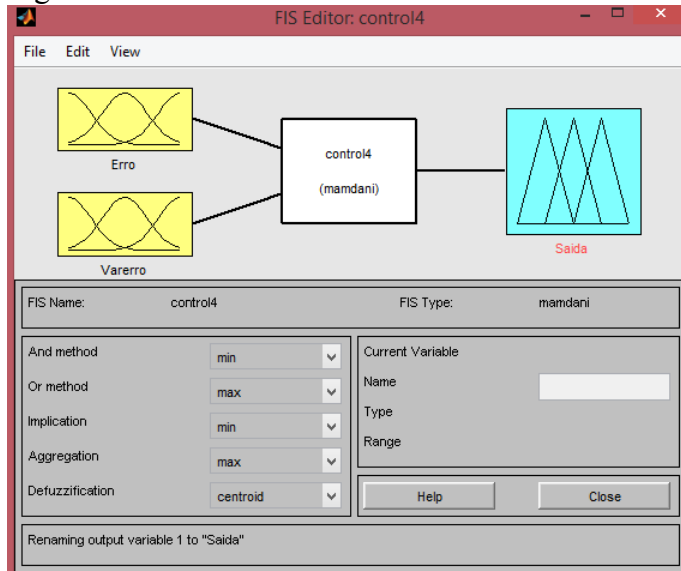 FIS Editor: control4
File Edit View
Erro
control4
(mamdani)
Varerro
Saida
FIS Name: control4 FIS Type: mamdani
And method min
Or method max
Implication min
Aggregation max
Defuzzification centroid
Current Variable
Name
Type
Range
Help Close
Renaming output variable 1 to "Saida"